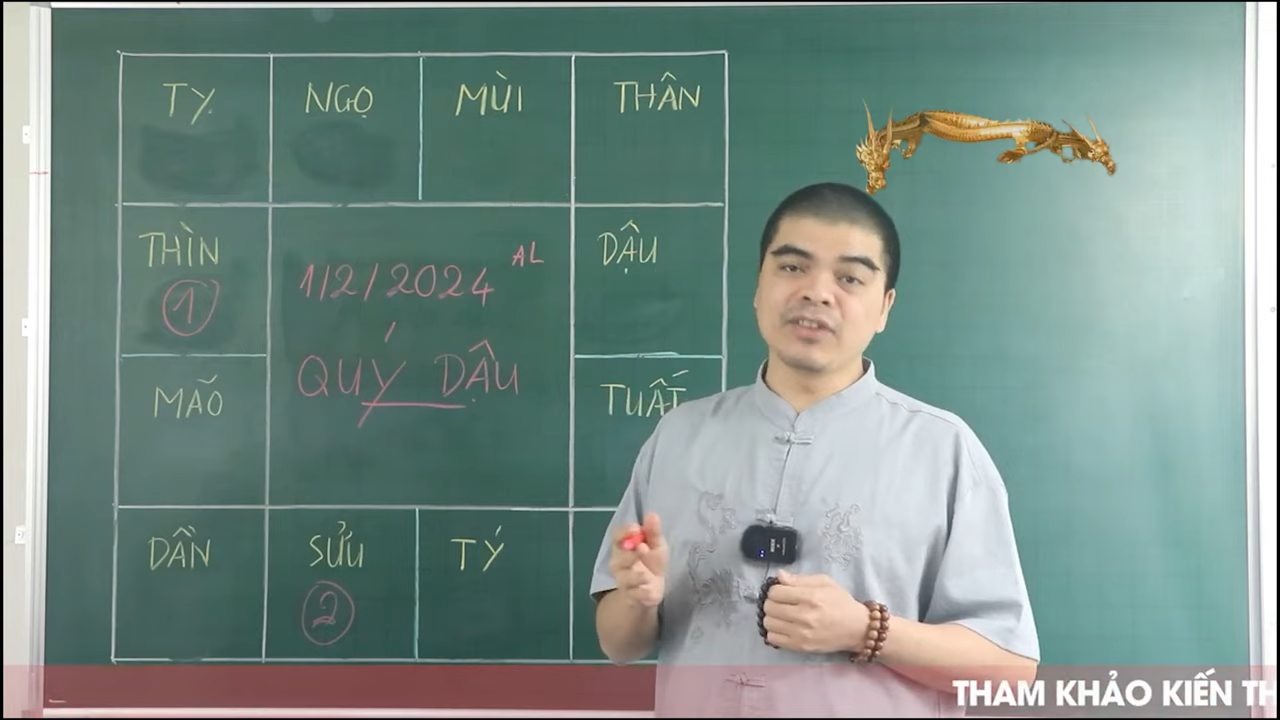 TỴ NGỌ MÙI THÂN
THÌN
1
DẬU
1/2/2024 AL
QUÝ DẬU
MÃO
TUẤT
DẦN SỬU TÝ
2
THAM KHẢO KIẾN TH